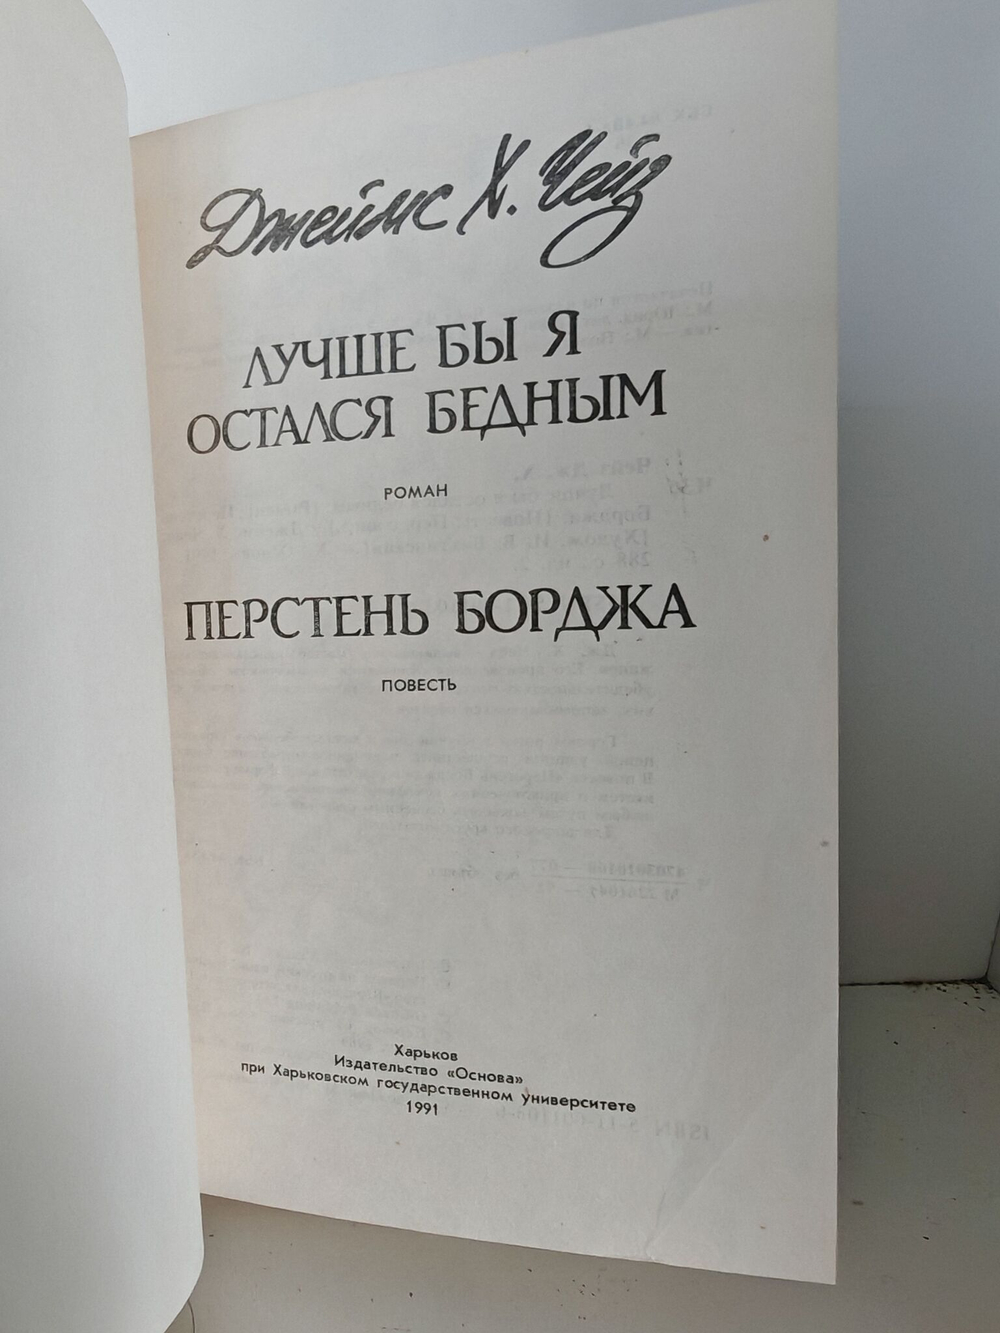 Джеймс Х. Чейз
ЛУЧШЕ БЫ Я
ОСТАЛСЯ БЕДНЫМ
РОМАН
ПЕРСТЕНЬ БОРДЖА
ПОВЕСТЬ
Харьков
Издательство «Основа»
при Харьковском государственном университете
1991